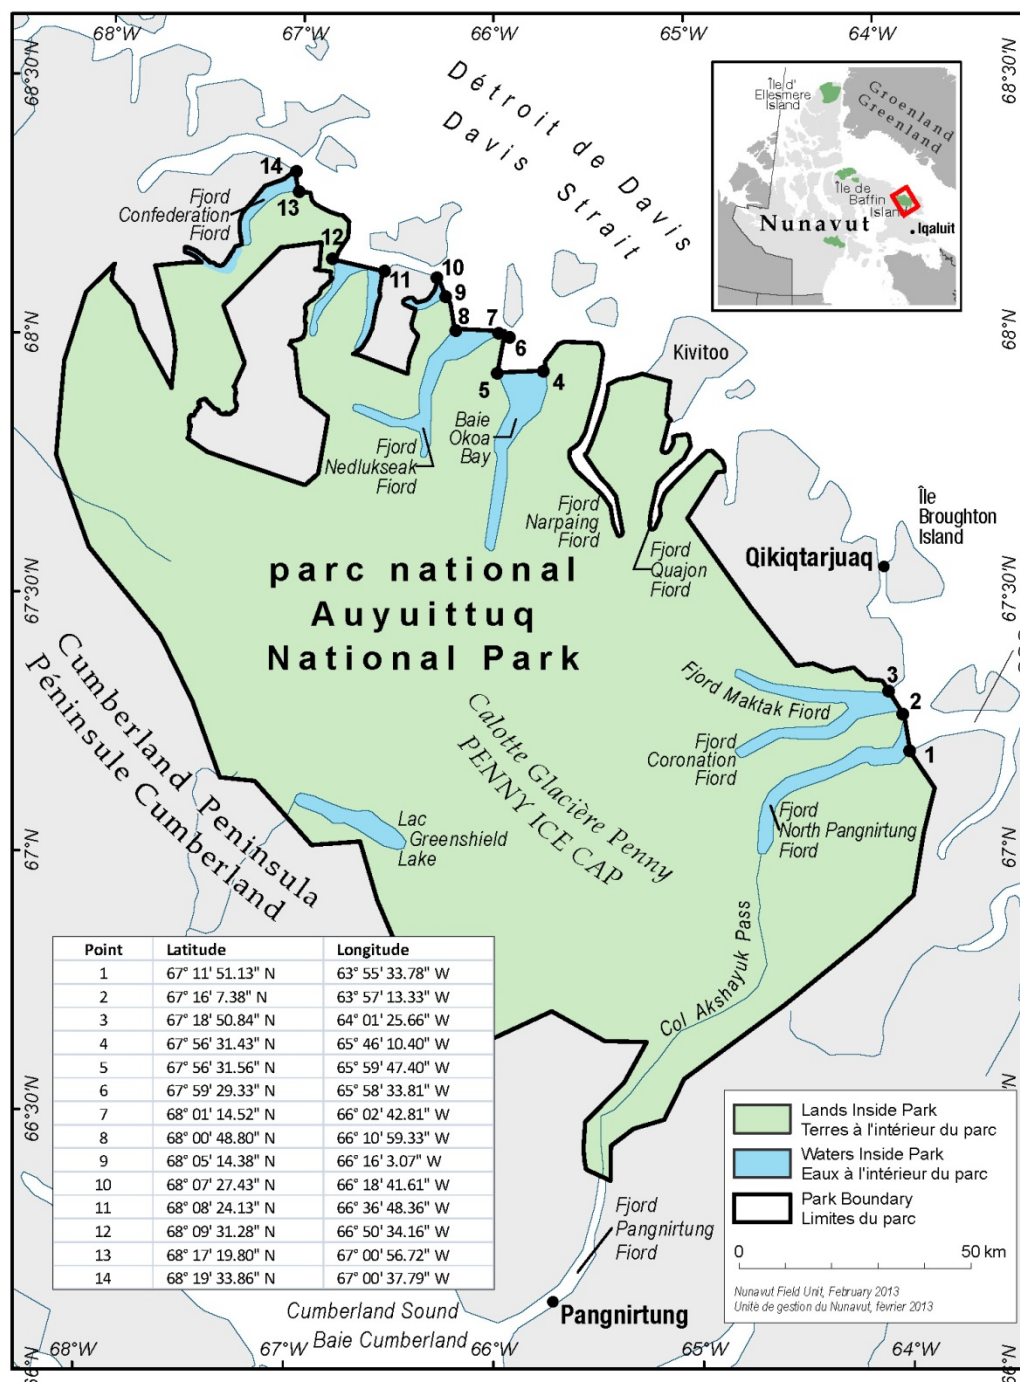 68°W 67°W 66°W 65°W 64°W
68°30'N
68°30'N
Détroit de Davis
Davis Strait
Île d'
Ellesmere
Island
Groenland
Greenland
Île de
Baffin
Island
Nunavut
Iqaluit
14
Fjord
Confederation
Fiord
13
12
11
10
9
8
7
6
5
4
68°N
68°N
Kivitoo
Baie
Okoa
Bay
Fjord
Nedlukseak
Fiord
Fjord
Narpaing
Fiord
Fjord
Quajon
Fiord
Île
Broughton
Island
Qikiqtarjuaq
67°30'N
67°30'N
parc national
Auyuittuq
National Park
Cumberland Peninsula
Péninsule Cumberland
Fjord Maktak Fiord
3
2
1
Fjord
Coronation
Fiord
Calotte Glacière Penny
PENNY ICE CAP
Fjord
North Pangnirtung
Fiord
Lac
Greenshield
Lake
67°N
67°N
Col Akshayuk Pass
Point Latitude Longitude
1 67° 11' 51.13" N 63° 55' 33.78" W
2 67° 16' 7.38" N 63° 57' 13.33" W
3 67° 18' 50.84" N 64° 01' 25.66" W
4 67° 56' 31.43" N 65° 46' 10.40" W
5 67° 56' 31.56" N 65° 59' 47.40" W
6 67° 59' 29.33" N 65° 58' 33.81" W
7 68° 01' 14.52" N 66° 02' 42.81" W
8 68° 00' 48.80" N 66° 10' 59.33" W
9 68° 05' 14.38" N 66° 16' 3.07" W
10 68° 07' 27.43" N 66° 18' 41.61" W
11 68° 08' 24.13" N 66° 36' 48.36" W
12 68° 09' 31.28" N 66° 50' 34.16" W
13 68° 17' 19.80" N 67° 00' 56.72" W
14 68° 19' 33.86" N 67° 00' 37.79" W
66°30'N
Lands Inside Park
Terres à l'intérieur du parc
Waters Inside Park
Eaux à l'intérieur du parc
Park Boundary
Limites du parc
0 50 km
Nunavut Field Unit, February 2013
Unité de gestion du Nunavut, février 2013
Fjord
Pangnirtung
Fiord
Pangnirtung
Cumberland Sound
Baie Cumberland
66°N
66°N
68°W 67°W 66°W 65°W 64°W